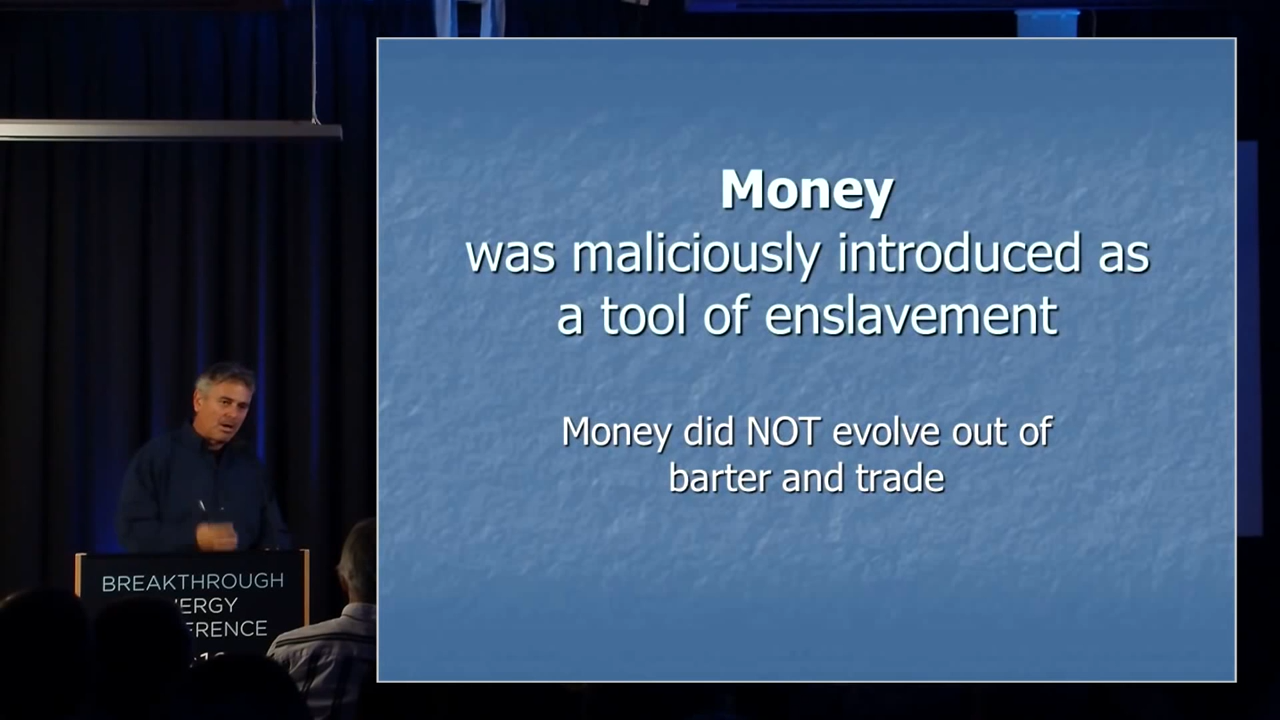 Money
was maliciously introduced as
a tool of enslavement
Money did NOT evolve out of
barter and trade
BREAKTHROUGH